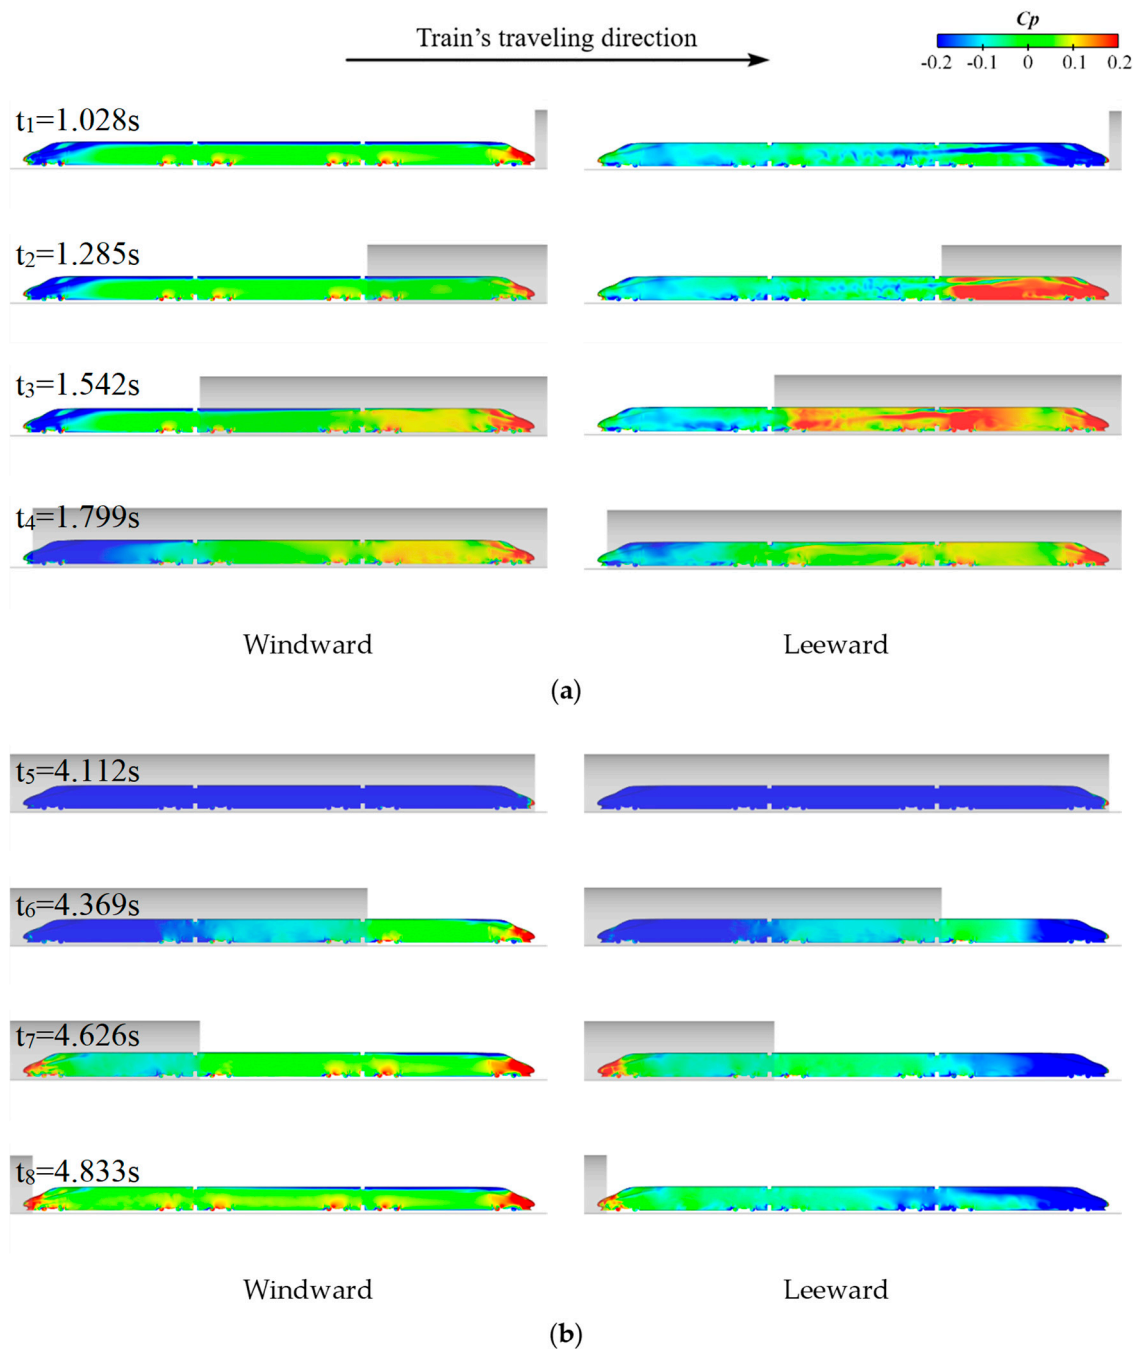 Cp
Train's traveling direction
-0.2 -0.1 0 0.1 0.2
t1=1.028s
t2=1.285s
t3=1.542s
t4=1.799s
Windward Leeward
(a)
t5=4.112s
t6=4.369s
t7=4.626s
t8=4.833s
Windward Leeward
(b)